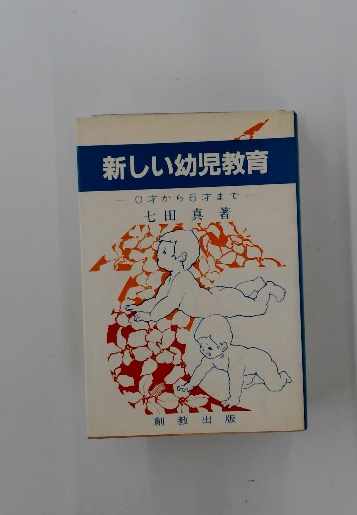 新しい幼児教育
— 0才から6才まで —
七田 真 著
創教出版